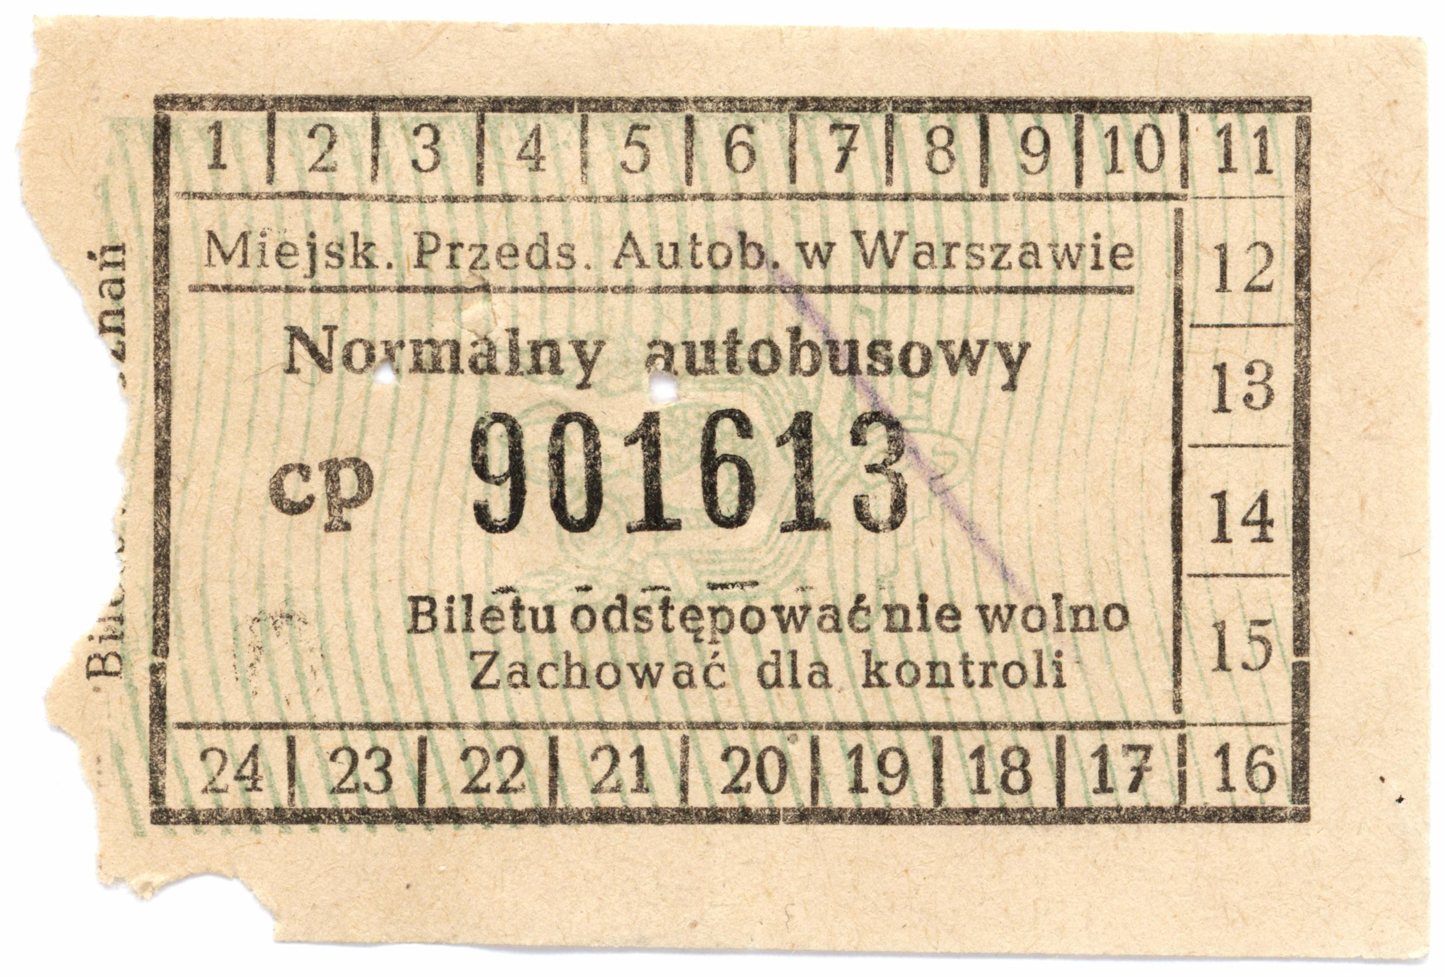 1 | 2 | 3 | 4 | 5 | 6 | 7 | 8 | 9 | 10 | 11
Miejsk. Przeds. Autob. w Warszawie
12
Normalny autobusowy
13
cp 901613
14
Biletu odstępować nie wolno
15
Zachować dla kontroli
24 | 23 | 22 | 21 | 20 | 19 | 18 | 17 | 16